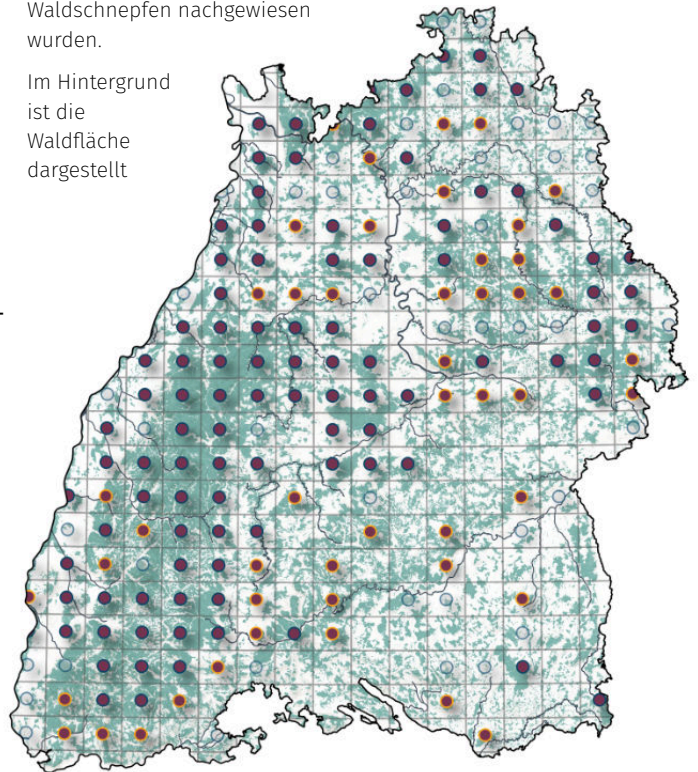 Waldschnepfen nachgewiesen
wurden.
Im Hintergrund
ist die
Waldfläche
dargestellt